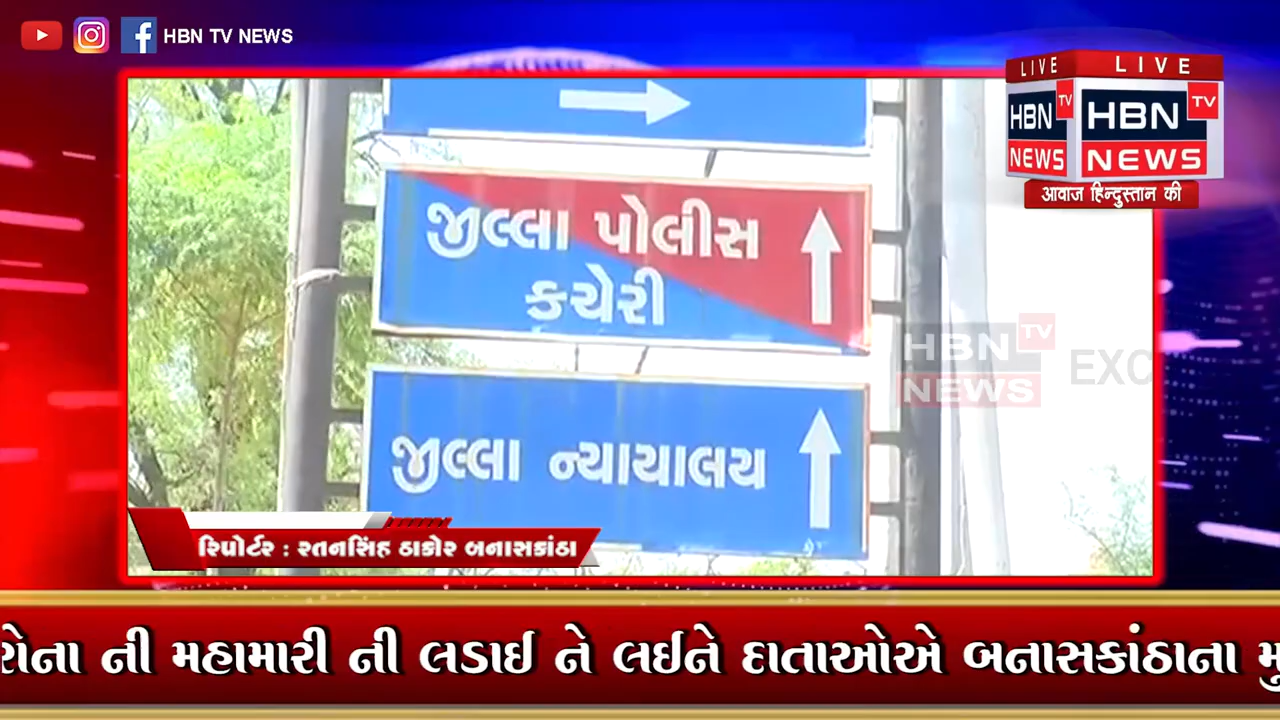 HBN TV NEWS
LIVE LIVE
HBN TV
NEWS
HBN TV
NEWS
आवाज़ हिन्दुस्तान की
જીલ્લા પોલીસ
કચેરી
HBN TV
NEWS
EXC
જીલ્લા ન્યાયાલય
રિપોર્ટર : રતનસિંહ ઠાકોર બનાસકાંઠા
રોના ની મહામારી ની લડાઈ ને લઈને દાતાઓએ બનાસકાંઠાના મુ